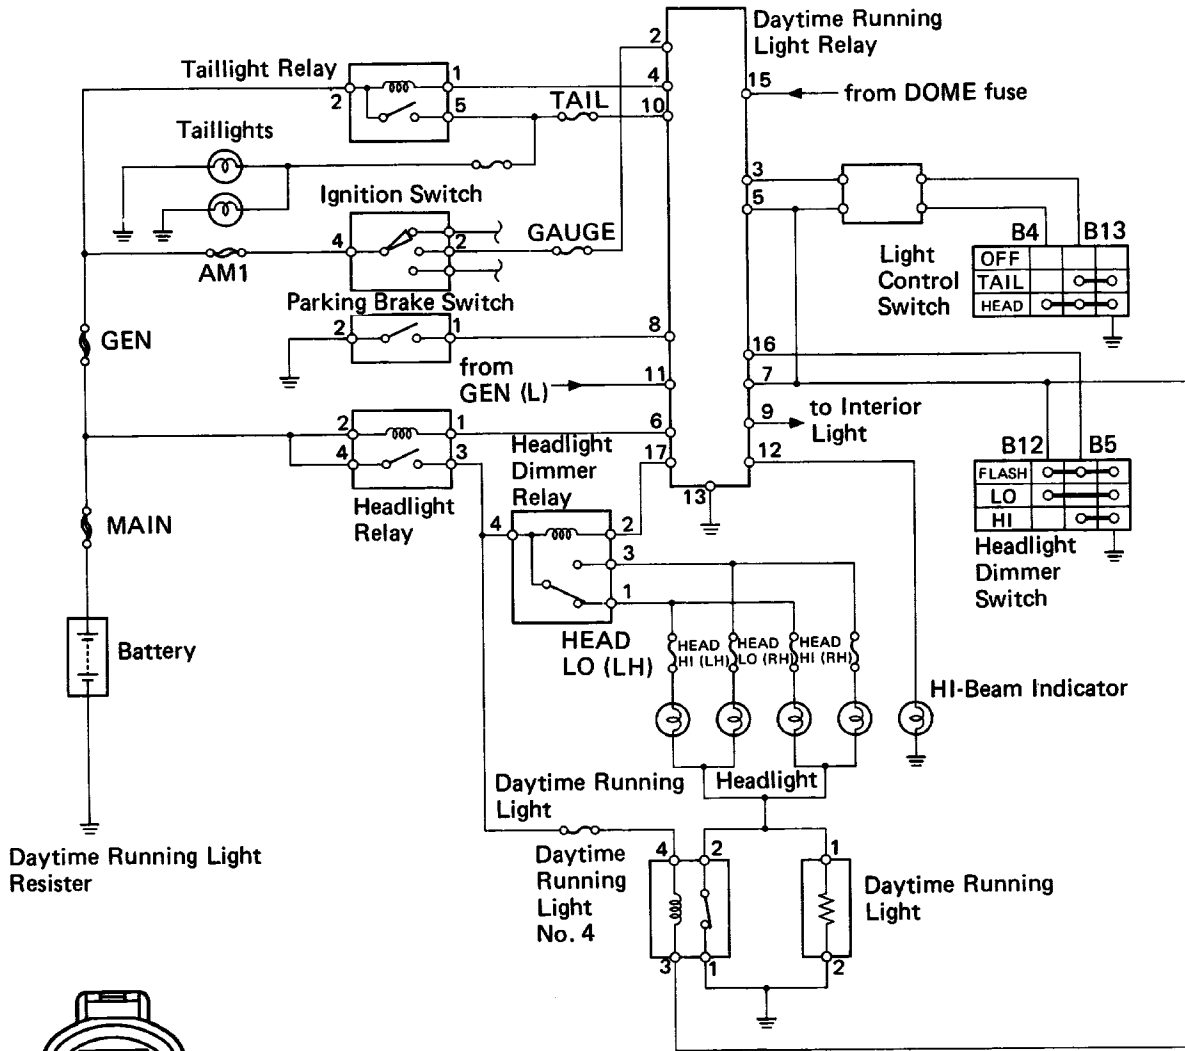 Daytime Running
Light Relay
Taillight Relay
2
1
4
2
5
TAIL
10
15
from DOME fuse
Taillights
3
5
Ignition Switch
4
2
GAUGE
AM1
B4 B13
Light
Control
Switch
OFF
TAIL
HEAD
Parking Brake Switch
2
1
8
GEN
from
GEN (L)
11
16
7
9
to Interior
Light
2
1
6
4
3
Headlight
Dimmer
Relay
17
12
Headlight
Relay
13
B12 B5
FLASH
LO
HI
Headlight
Dimmer
Switch
MAIN
4
2
3
1
Battery
HEAD
LO (LH)
HEAD
HI (LH)
HEAD
LO (RH)
HEAD
HI (RH)
HI-Beam Indicator
Headlight
Daytime Running
Light
Daytime Running Light
Resister
Daytime
Running
Light
No. 4
4
2
1
3
1
2
Daytime Running
Light